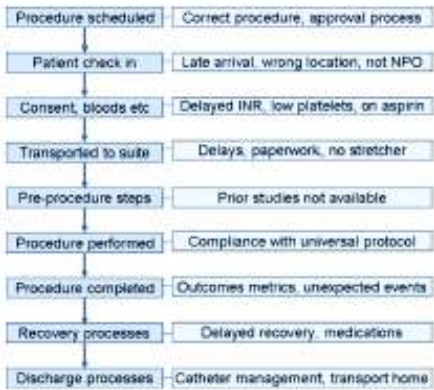 Procedure scheduled
Correct procedure, approval process
Patient check in
Late arrival, wrong location, not NPO
Consent, bloods etc
Delayed INR, low platelets, on aspirin
Transported to suite
Delays, paperwork, no stretcher
Pre-procedure steps
Prior studies not available
Procedure performed
Compliance with universal protocol
Procedure completed
Outcomes metrics, unexpected events
Recovery processes
Delayed recovery, medications
Discharge processes
Catheter management, transport home